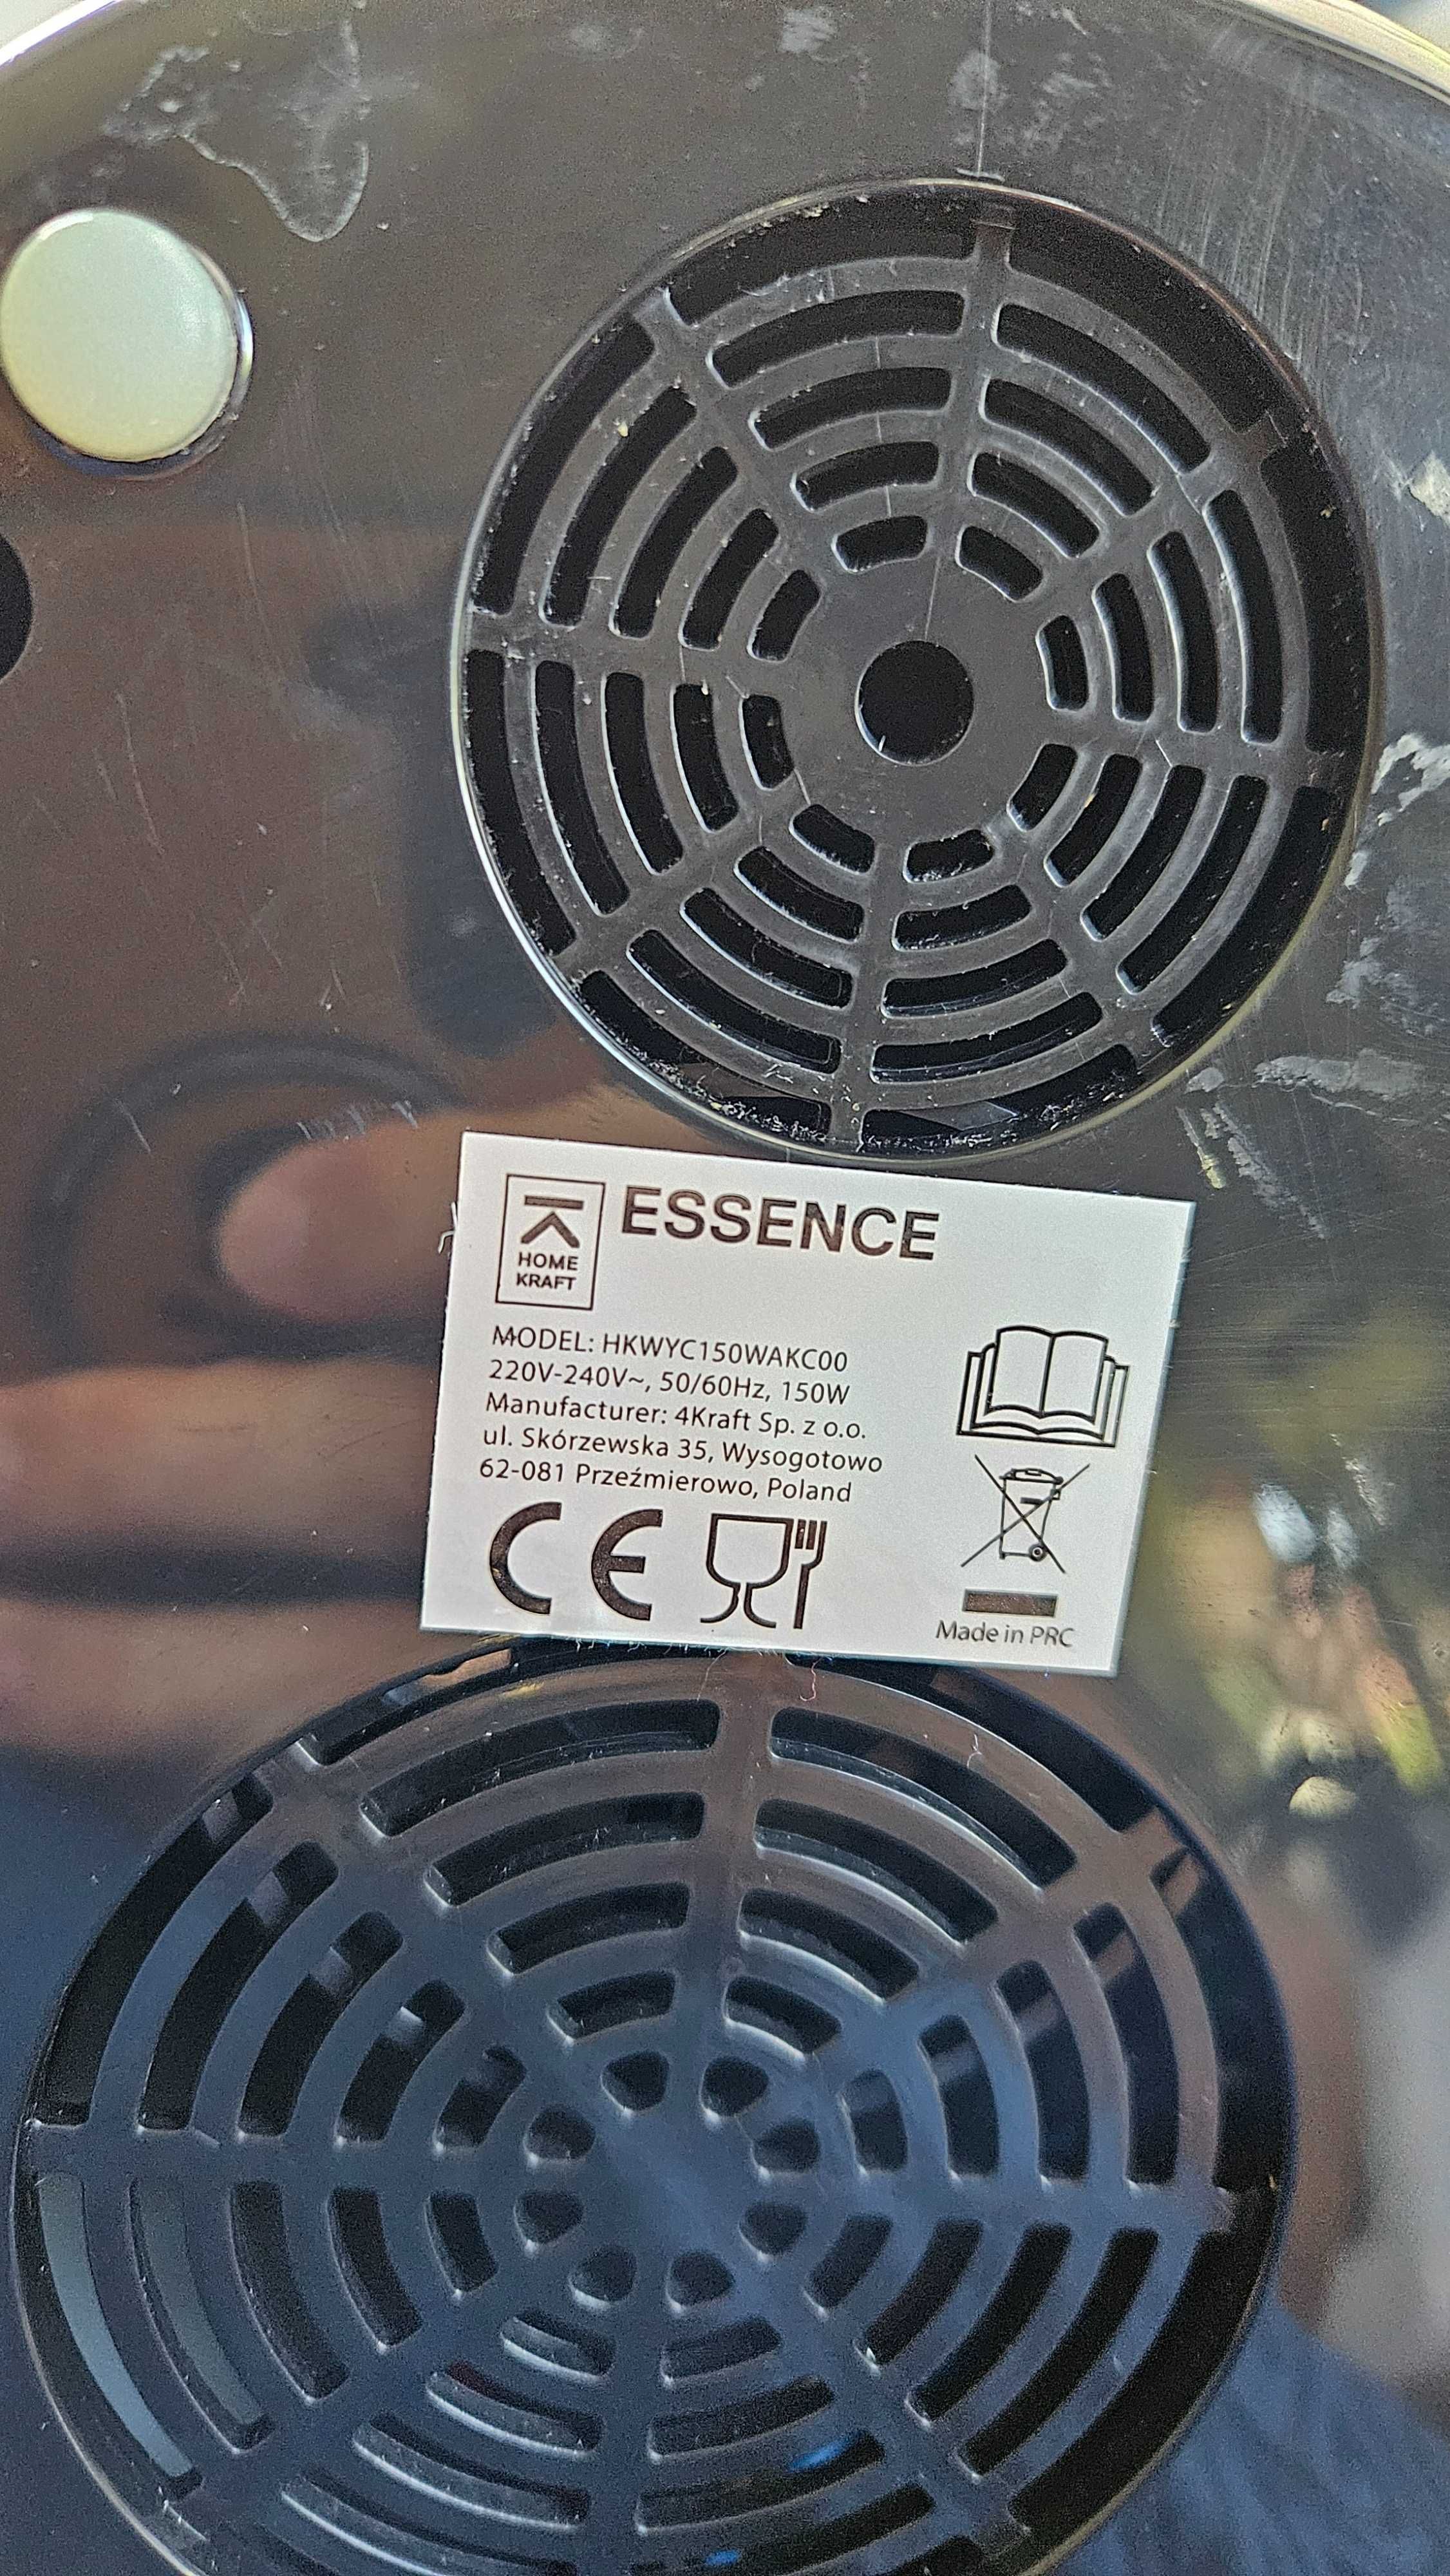 HOME
KRAFT
ESSENCE
MODEL: HKWYC150WAKC00
220V-240V~, 50/60Hz, 150W
Manufacturer: 4Kraft Sp. z o.o.
ul. Skórzewska 35, Wysogotowo
62-081 Przeźmierowo, Poland
CE
Made in PRC